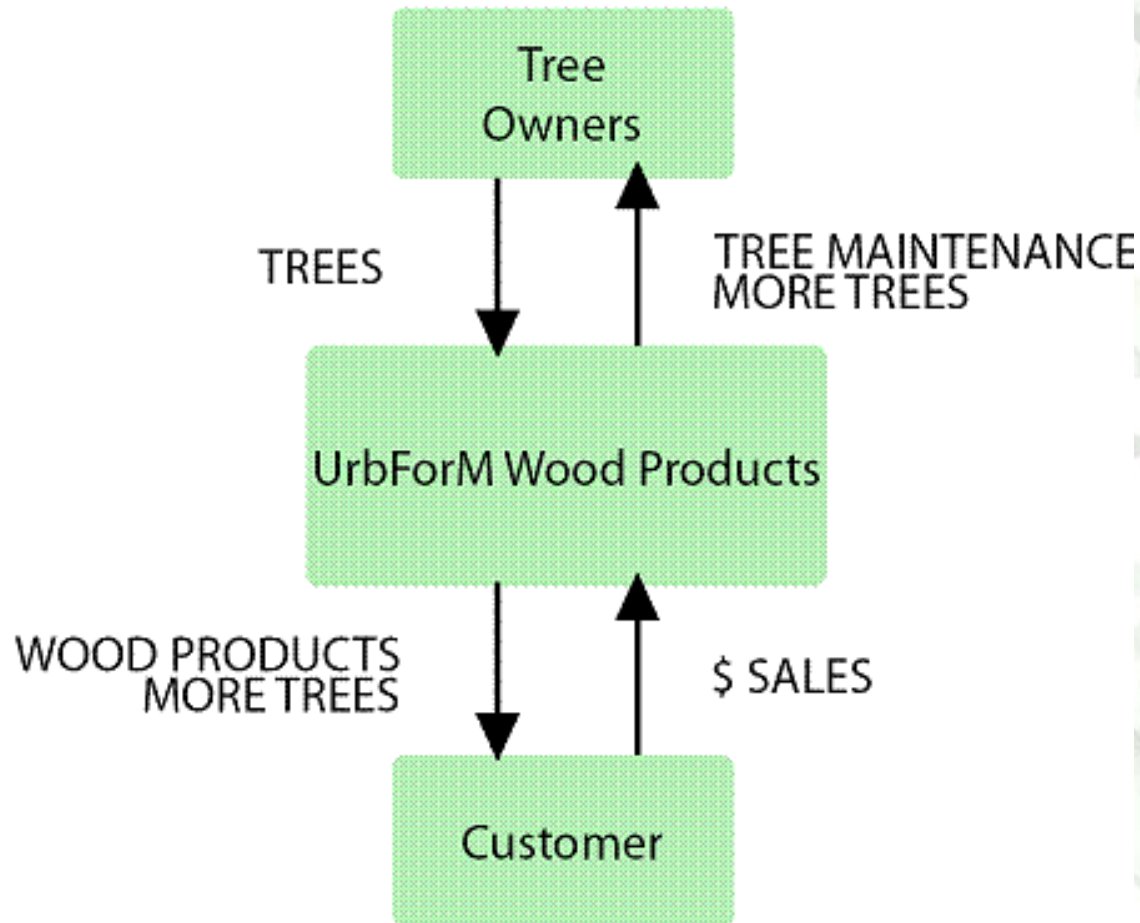 Tree
Owners
TREES
TREE MAINTENANCE
MORE TREES
UrbForM Wood Products
WOOD PRODUCTS
MORE TREES
$ SALES
Customer